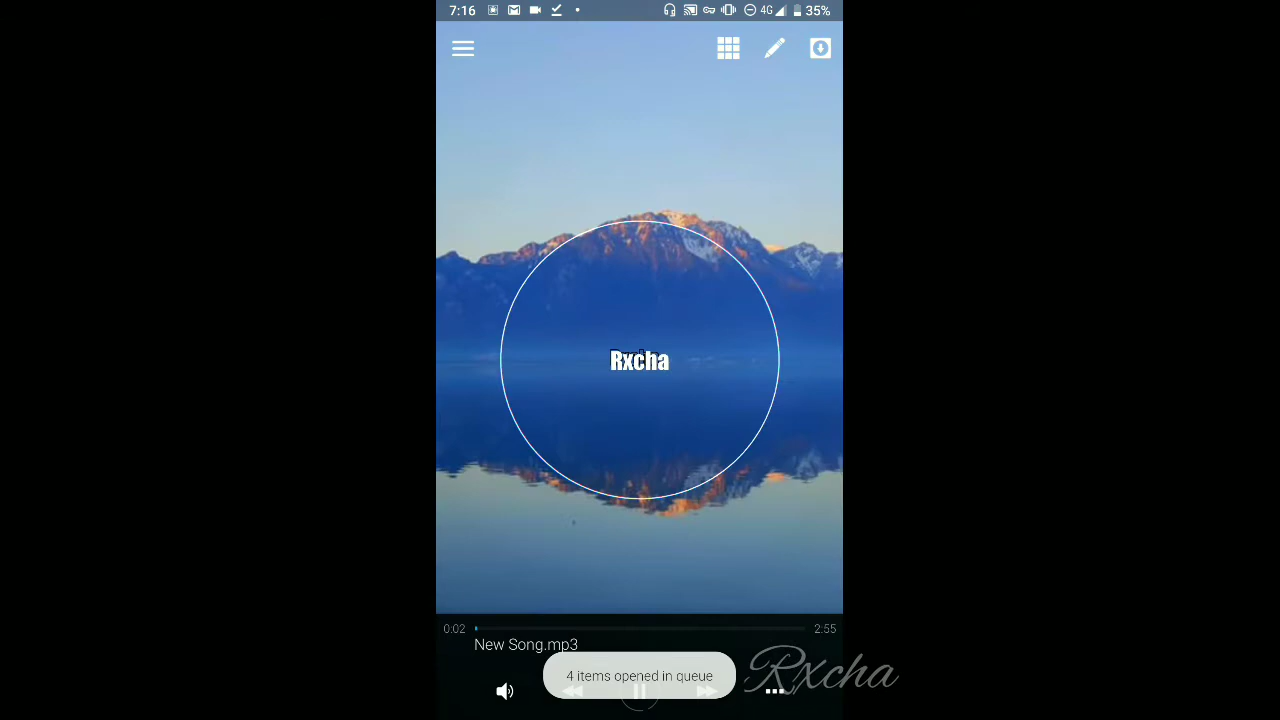 7:16
4G
35%
Rxcha
0:02
2:55
New Song.mp3
4 items opened in queue
Rxcha